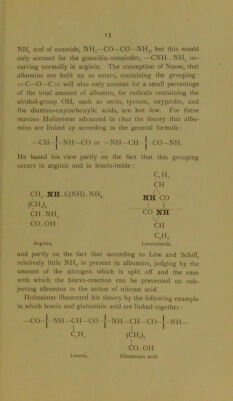 13
NH₂ and of oxamide, NH₂—CO—CO—NH₂, but this would
only account for the guanidin-remainder, —CNH . NH₂ oc-
curring normally in arginin. The conception of Nasse, that
albumins are built up as esters, containing the grouping :
= C—O—C = will also only account for a small percentage
of the total amount of albumin, for radicals containing the
alcohol-group OH, such as serin, tyrosin, oxyprolin, and
the diamino-oxycarboxylic acids, are but few. For these
reasons Hofmeister advanced in 1892 the theory that albu-
mins are linked up according to the general formula :
—CH—|—NH—CO or —NH—CH—|—CO—NH.
He based his view partly on the fact that this grouping
occurs in arginin and in leucin-imide :
C₄H₉
CH
CH₂ NH . C(NH) . NH₂ NH CO
(CH₂)₂
CH NH₂ CO NH
CO . OH CH
C₄H₉
Arginin, Leucinimide,
and partly on the fact that according to Löw and Schiff,
relatively little NH₂ is present in albumins, judging by the
amount of the nitrogen which is split off and the ease
with which the biuret-reaction can be prevented on sub-
jecting albumins to the action of nitrous acid.
Hofmeister illustrated his theory by the following example
in which leucin and glutaminic acid are linked together :
—CO—|—NH—CH—CO—|—NH—CH—CO—|—NH—
C₄H₉ (CH₂)₂
CO . OH
Leucin, Glutaminic acid.